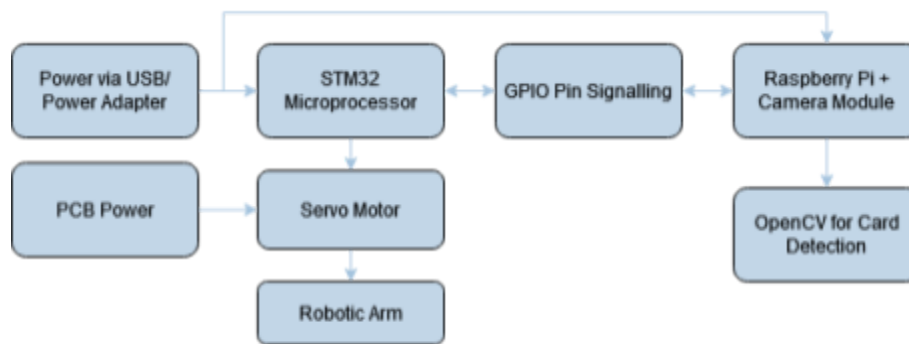 Power via USB/
Power Adapter
STM32
Microprocessor
GPIO Pin Signalling
Raspberry Pi +
Camera Module
PCB Power
Servo Motor
OpenCV for Card
Detection
Robotic Arm